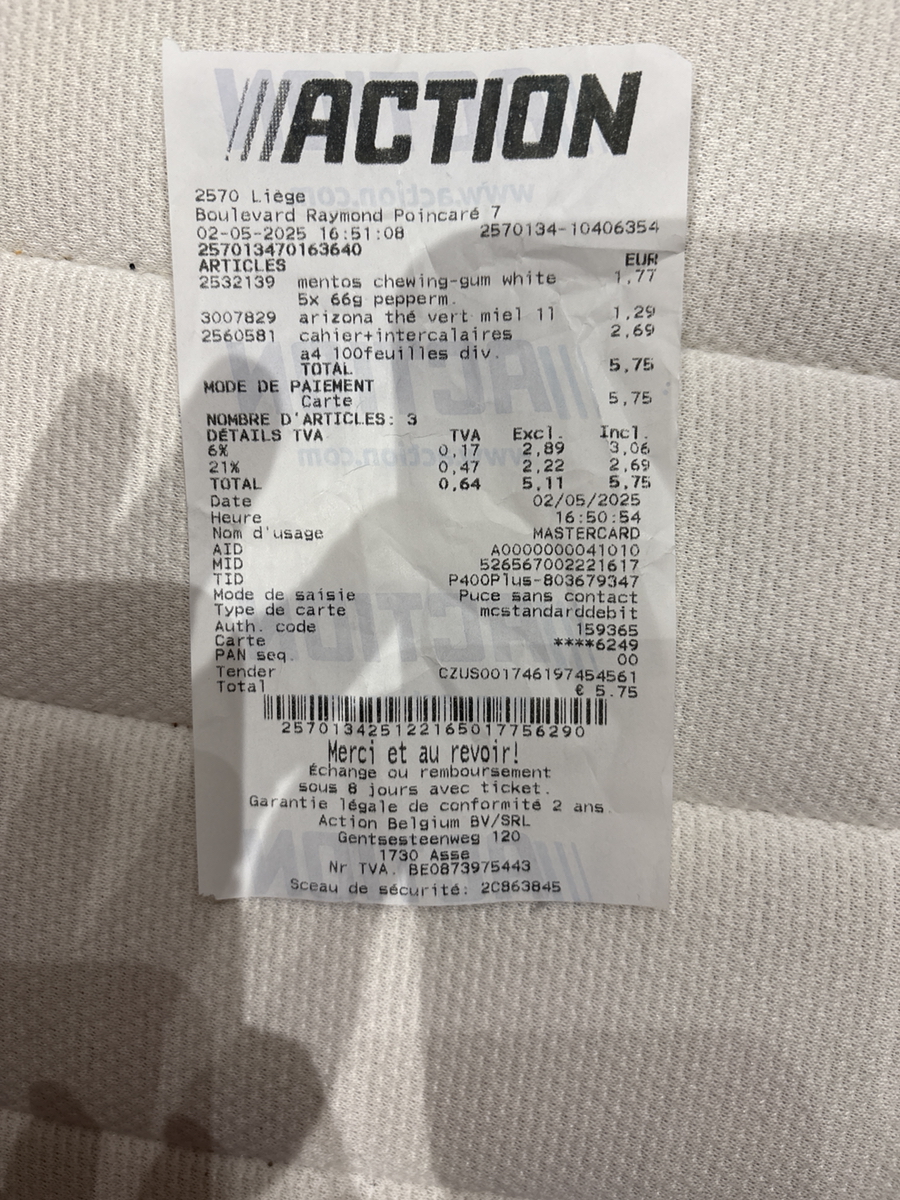 ///ACTION
2570 Liège
Boulevard Raymond Poincaré 7
02-05-2025 16:51:08 2570134-10406354
257013470163640
ARTICLES EUR
2532139 mentos chewing-gum white 1,77
5x 66g pepperm.
3007829 arizona thé vert miel 1l 1,29
2560581 cahier+intercalaires 2,69
a4 100feuilles div.
TOTAL 5,75
MODE DE PAIEMENT
Carte 5,75
NOMBRE D'ARTICLES: 3
DÉTAILS TVA TVA Excl. Incl.
6% 0,17 2,89 3,06
21% 0,47 2,22 2,69
TOTAL 0,64 5,11 5,75
Date 02/05/2025
Heure 16:50:54
Nom d'usage MASTERCARD
AID A0000000041010
MID 526567002221617
TID P400Plus-803679347
Mode de saisie Puce sans contact
Type de carte mcstandarddebit
Auth. code 159365
Carte ****6249
PAN seq. 00
Tender CZUS001746197454561
Total € 5.75
257013425122165017756290
Merci et au revoir!
Échange ou remboursement
sous 8 jours avec ticket.
Garantie légale de conformité 2 ans.
Action Belgium BV/SRL
Gentsesteenweg 120
1730 Asse
Nr TVA. BE0873975443
Sceau de sécurité: 2C863845